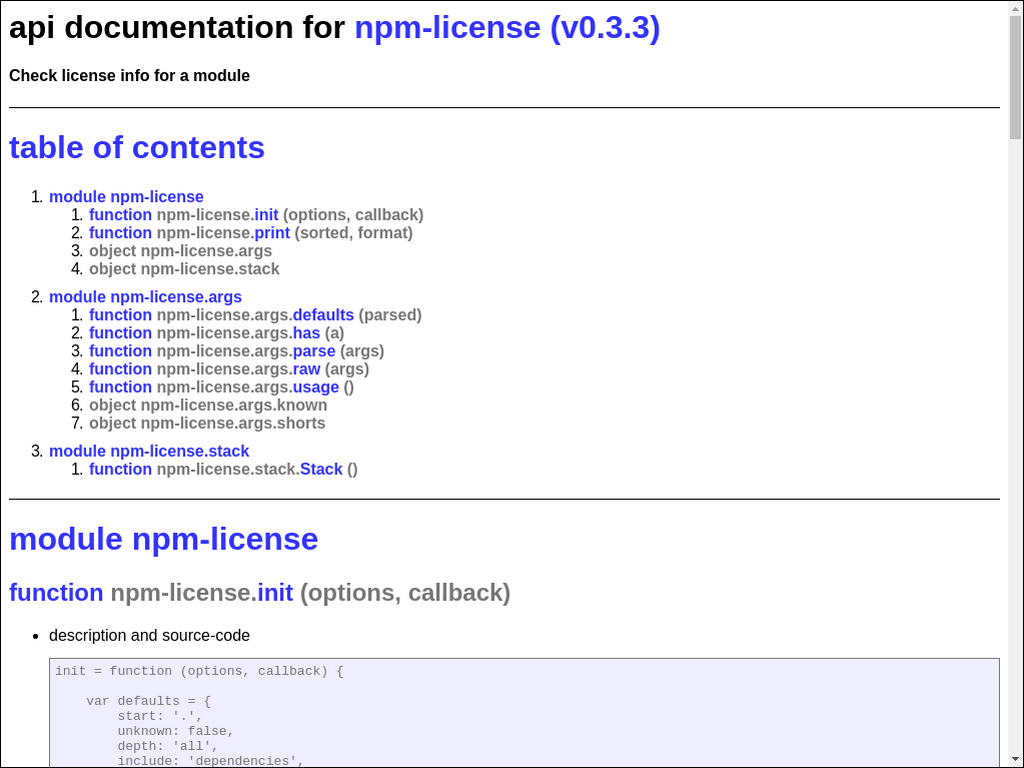 api documentation for npm-license (v0.3.3)
Check license info for a module
table of contents
1. module npm-license
1. function npm-license.init (options, callback)
2. function npm-license.print (sorted, format)
3. object npm-license.args
4. object npm-license.stack
2. module npm-license.args
1. function npm-license.args.defaults (parsed)
2. function npm-license.args.has (a)
3. function npm-license.args.parse (args)
4. function npm-license.args.raw (args)
5. function npm-license.args.usage ()
6. object npm-license.args.known
7. object npm-license.args.shorts
3. module npm-license.stack
1. function npm-license.stack.Stack ()
module npm-license
function npm-license.init (options, callback)
• description and source-code
init = function (options, callback) {
    var defaults = {
        start: '.',
        unknown: false,
        depth: 'all',
        include: 'dependencies',